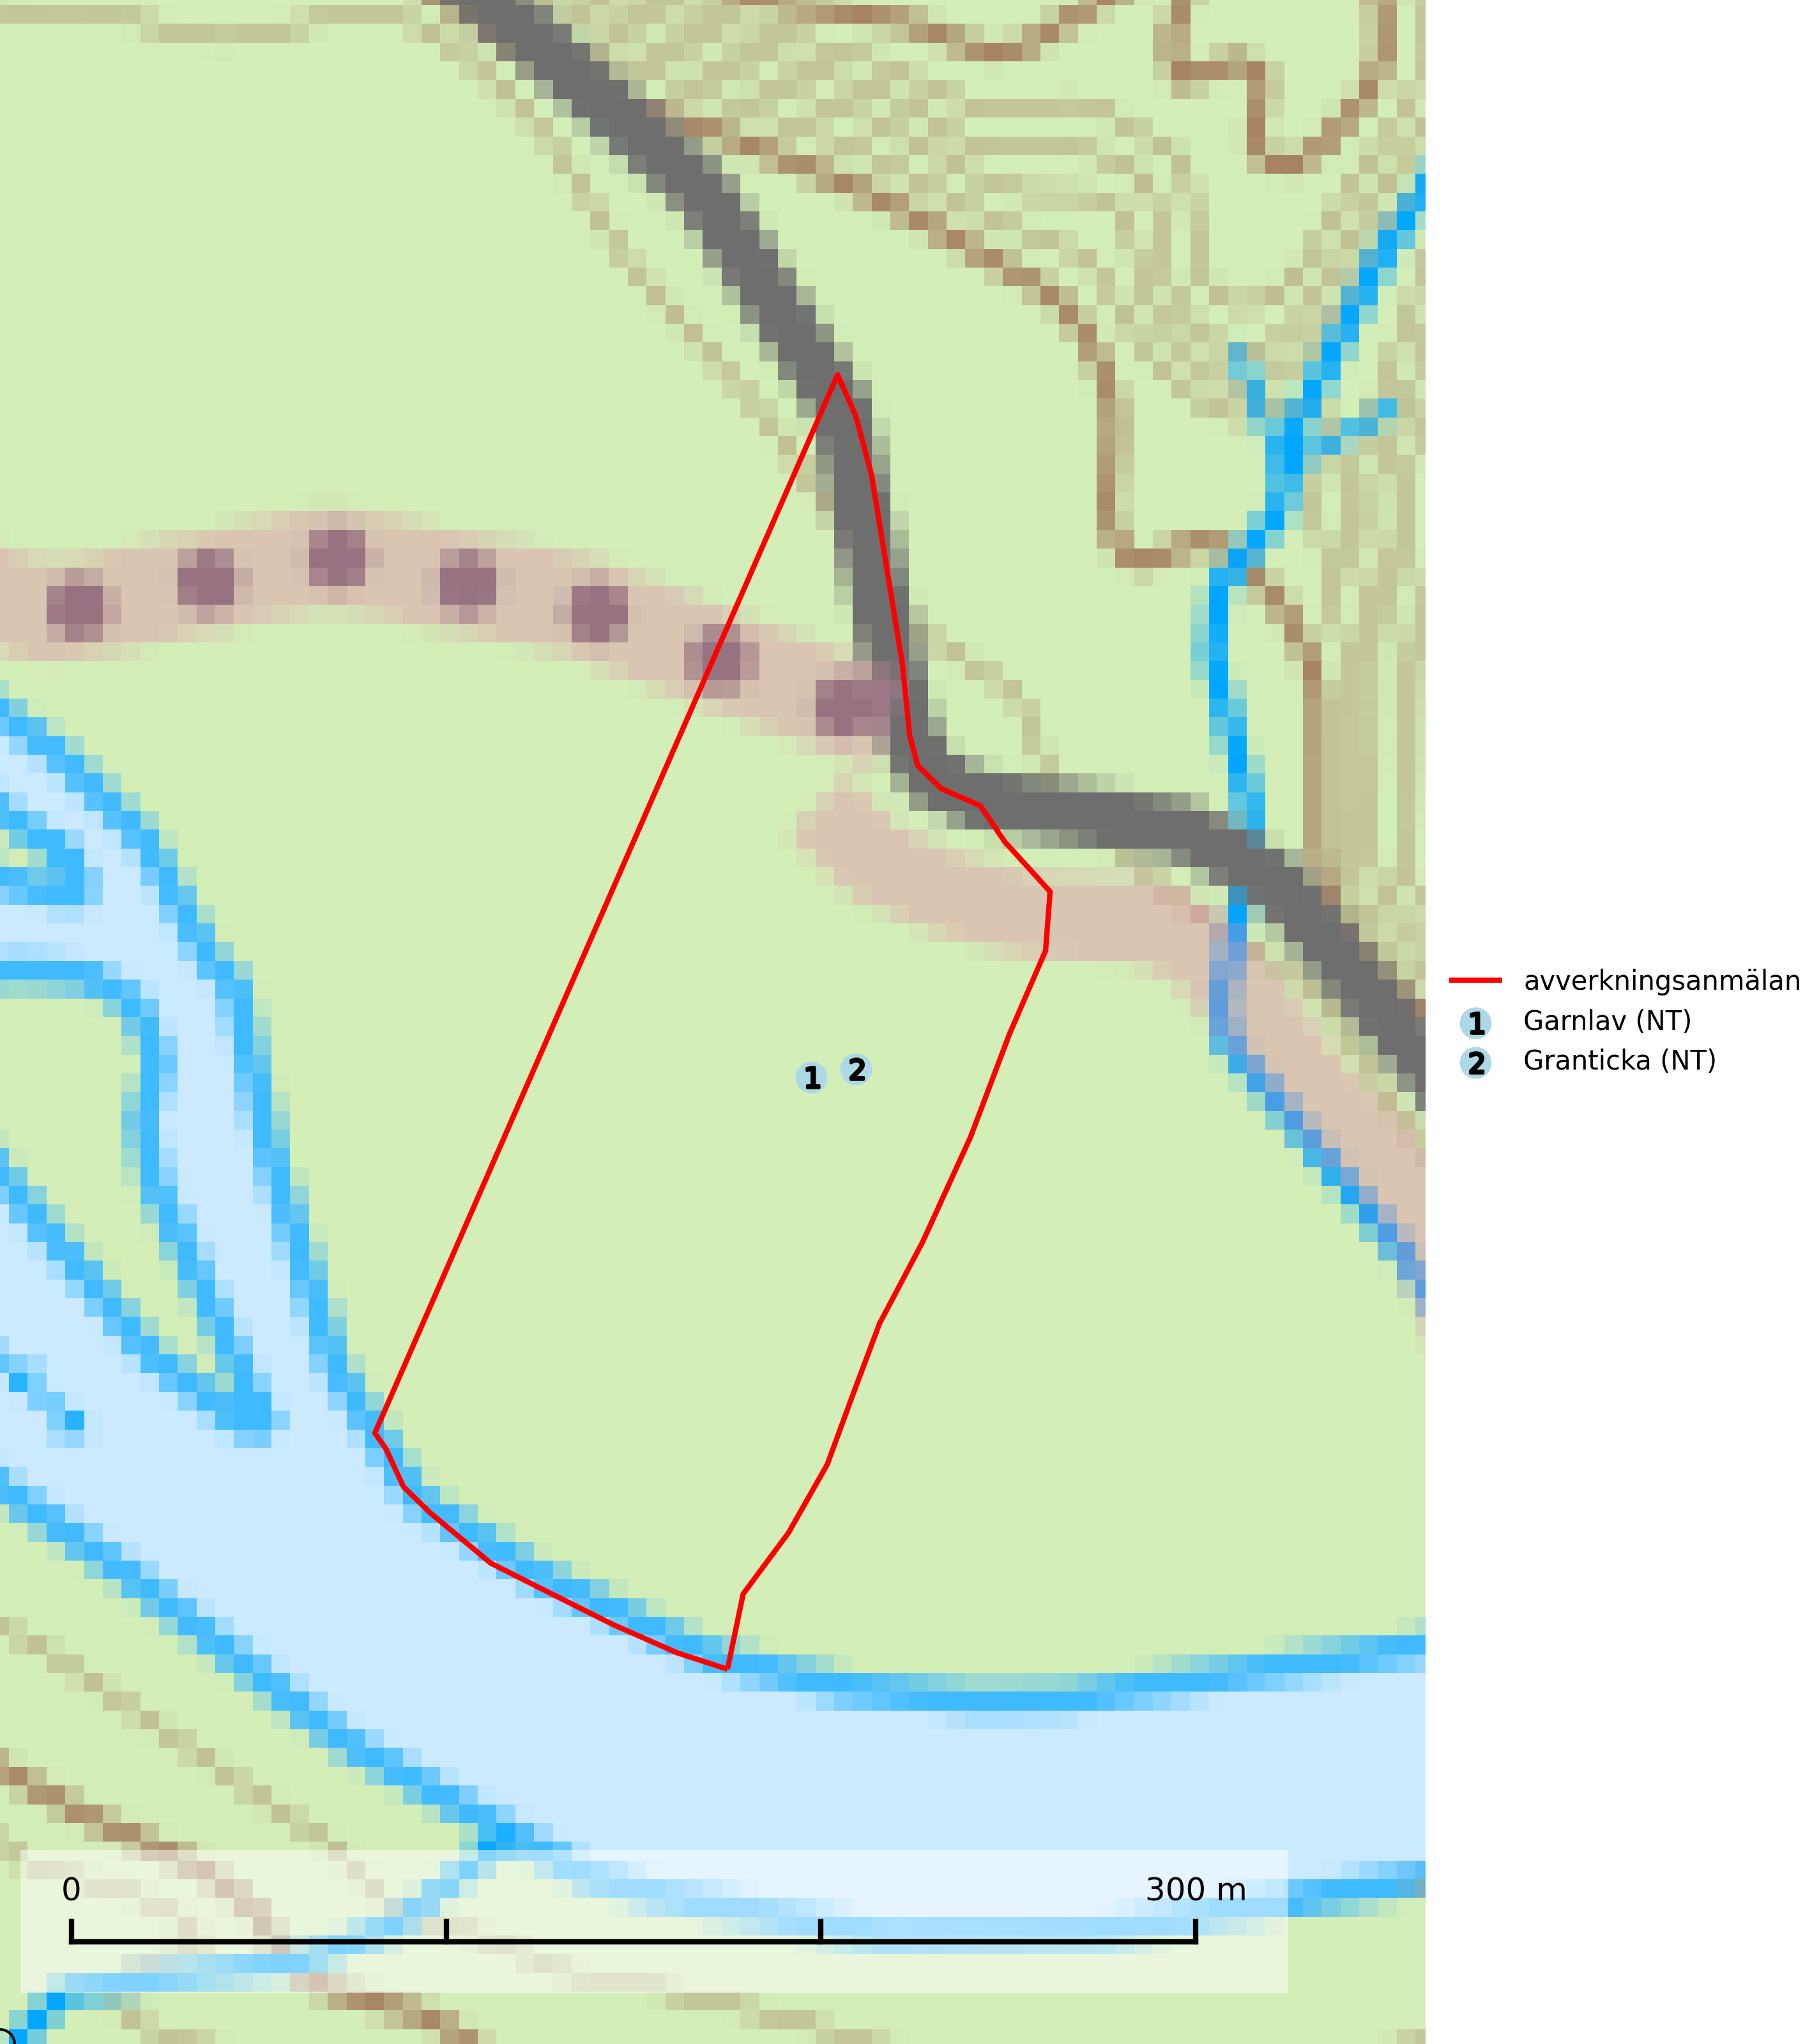 1 2
avverkningsanmälan
1 Garnlav (NT)
2 Granticka (NT)
0 300 m